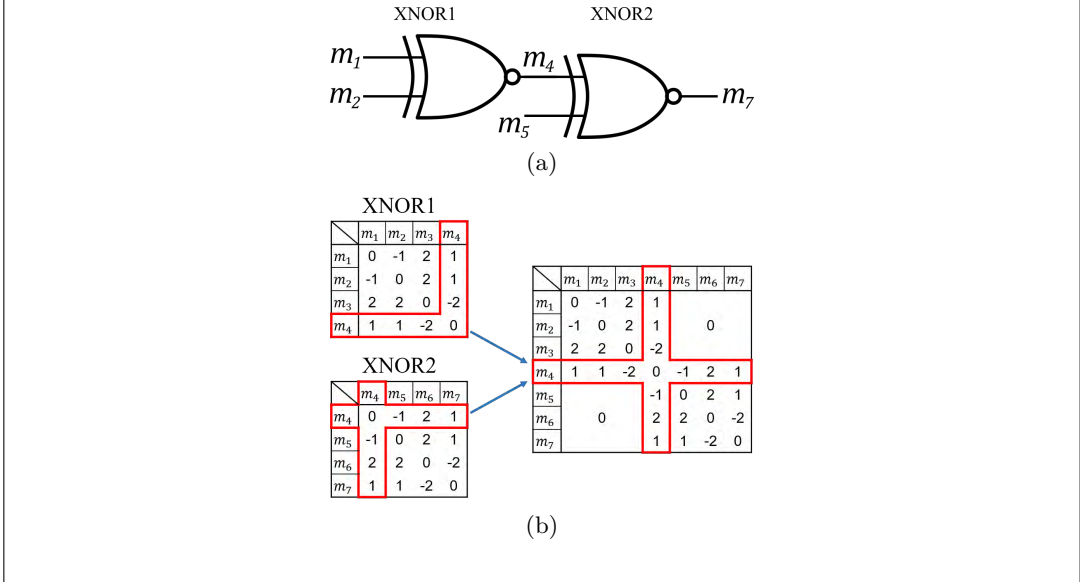 XNOR1 XNOR2
m₁ m₄
m₂ m₇
m₅
(a)
XNOR1
m₁ m₂ m₃ m₄
m₁ 0 -1 2 1
m₂ -1 0 2 1
m₃ 2 2 0 -2
m₄ 1 1 -2 0
XNOR2
m₄ m₅ m₆ m₇
m₄ 0 -1 2 1
m₅ -1 0 2 1
m₆ 2 2 0 -2
m₇ 1 1 -2 0
m₁ m₂ m₃ m₄ m₅ m₆ m₇
m₁ 0 -1 2 1
m₂ -1 0 2 1 0
m₃ 2 2 0 -2
m₄ 1 1 -2 0 -1 2 1
m₅ -1 0 2 1
m₆ 0 2 2 0 -2
m₇ 1 1 -2 0
(b)